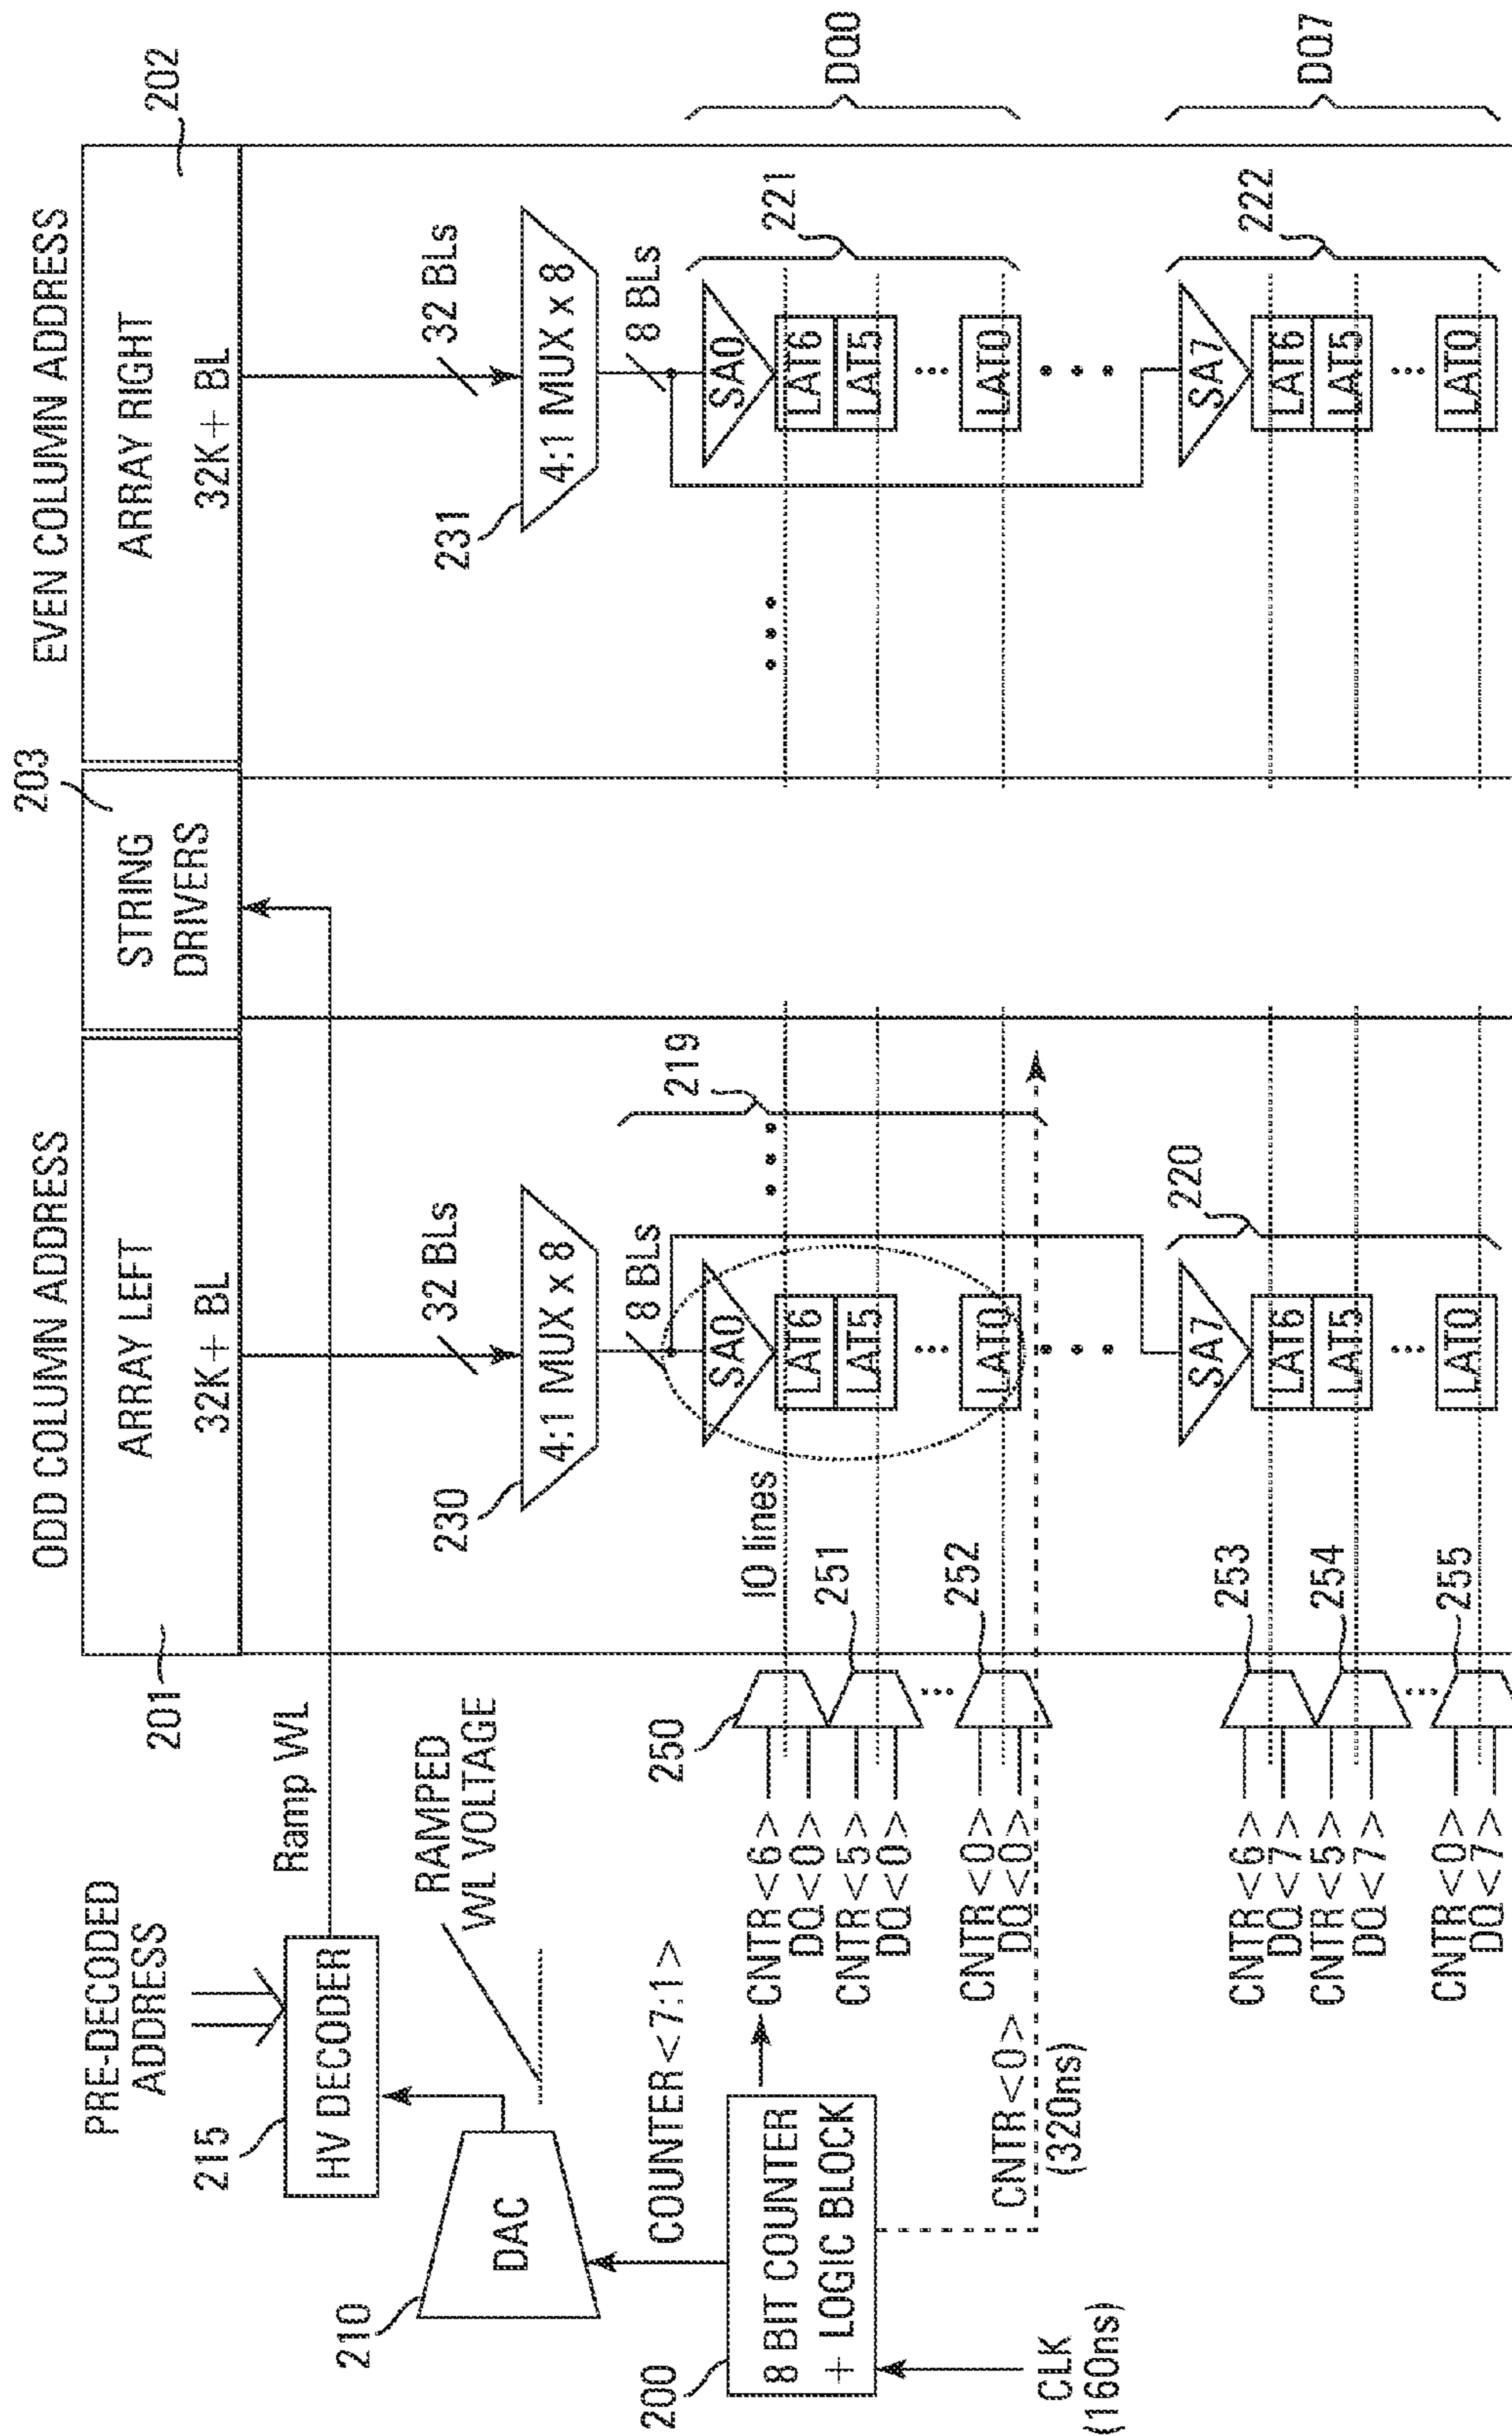 ODD COLUMN ADDRESS
EVEN COLUMN ADDRESS
203
201
ARRAY LEFT
32K+ BL
STRING
DRIVERS
ARRAY RIGHT
32K+ BL
202
PRE-DECODED
ADDRESS
215
HV DECODER
Ramp WL
210
DAC
RAMPED
WL VOLTAGE
COUNTER<7:1>
200
8 BIT COUNTER
+ LOGIC BLOCK
CLK
(160ns)
CNTR<0>
(320ns)
32 BLs
230
4:1 MUX x 8
8 BLs
32 BLs
231
4:1 MUX x 8
8 BLs
250
IO lines
CNTR<6>
DQ<0>
CNTR<5>
DQ<0>
251
CNTR<0>
DQ<0>
252
SA0
LAT6
LAT5
LAT0
219
SA0
LAT6
LAT5
LAT0
221
DQ0
CNTR<6>
DQ<7>
253
CNTR<5>
DQ<7>
254
CNTR<0>
DQ<7>
255
SA7
LAT6
LAT5
LAT0
220
SA7
LAT6
LAT5
LAT0
222
DQ7